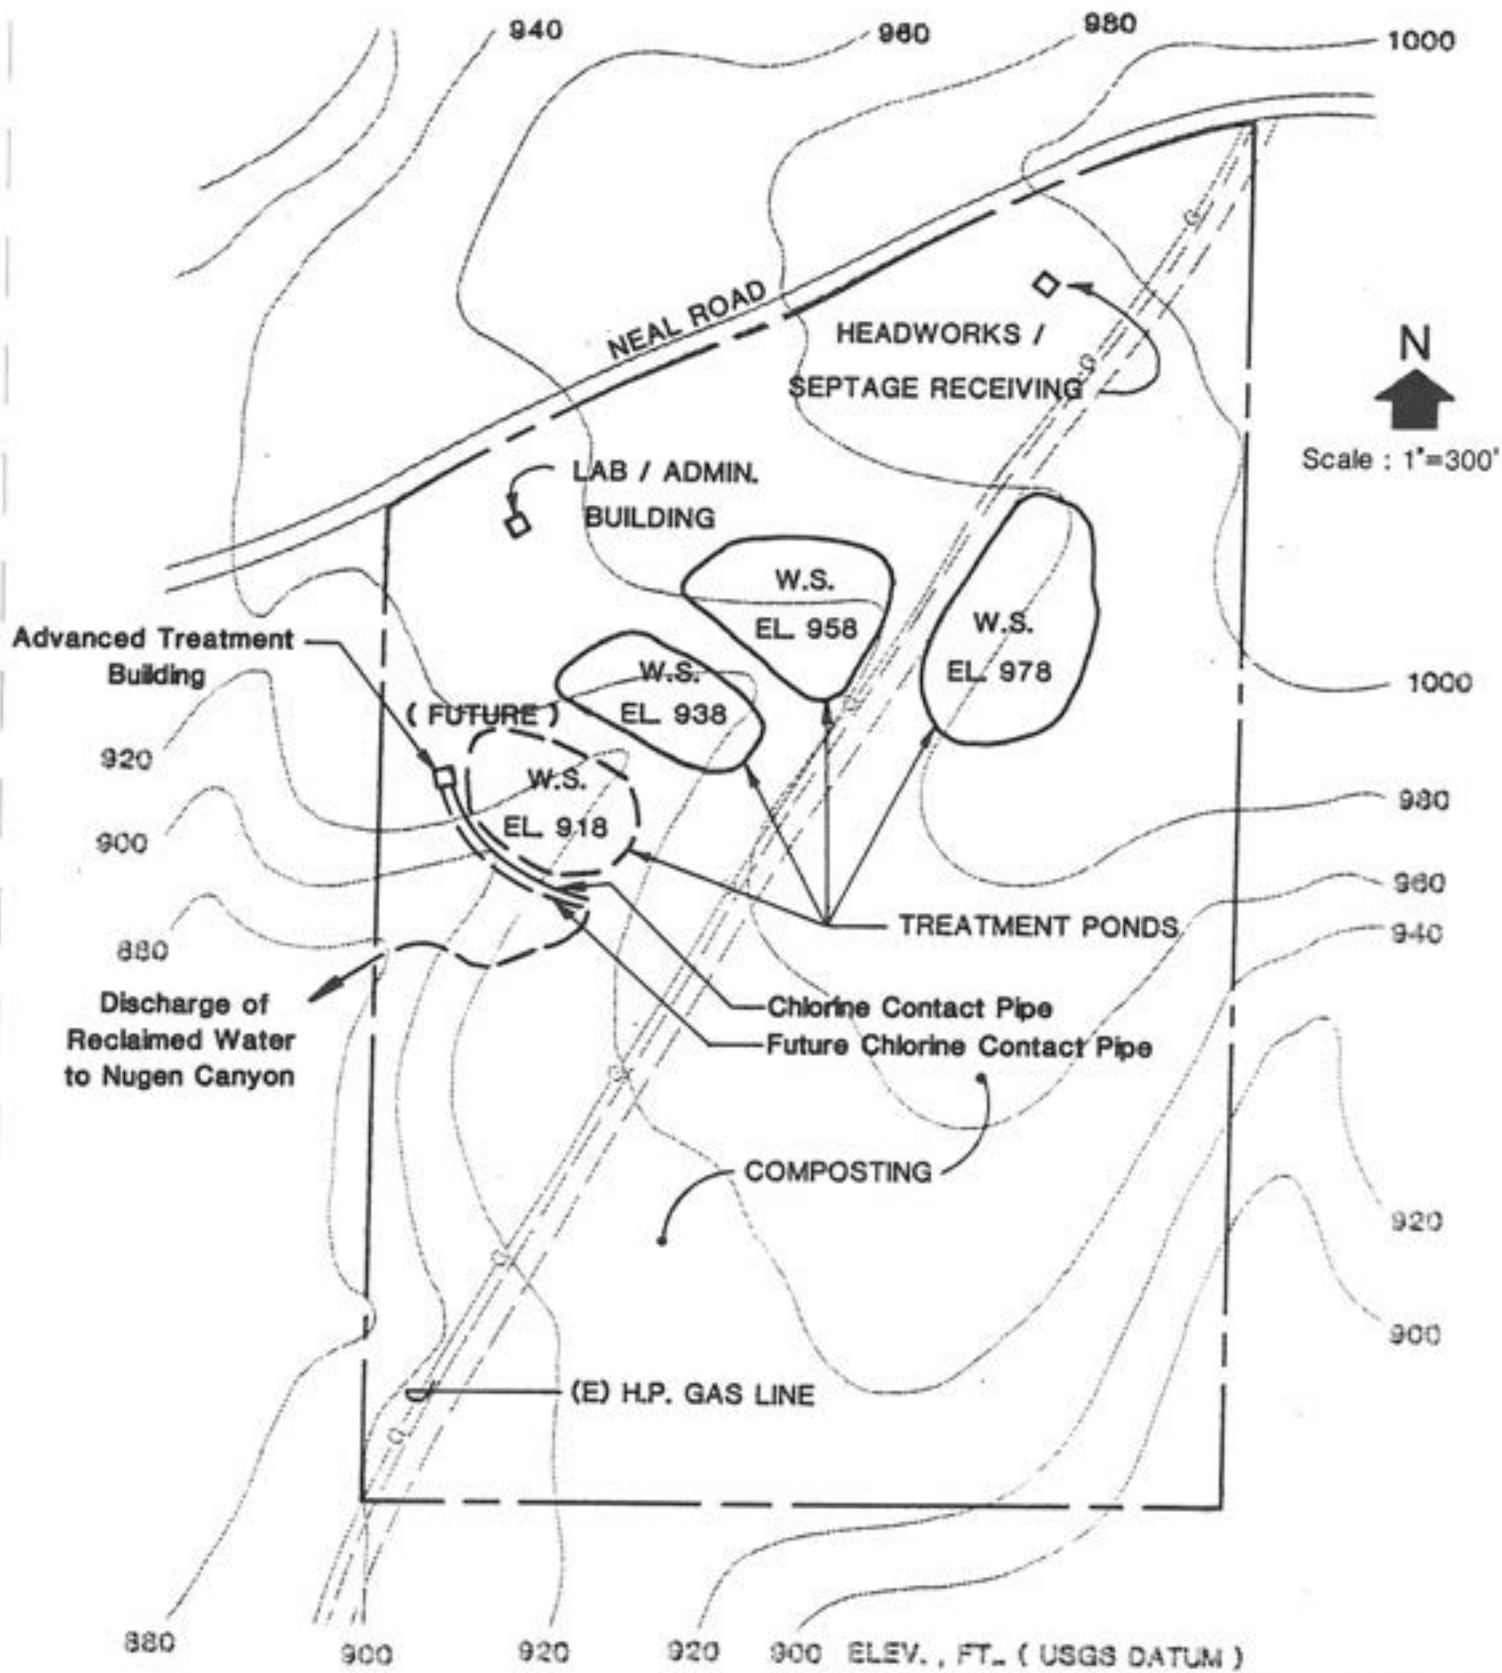 940
960
980
1000
NEAL ROAD
HEADWORKS /
SEPTAGE RECEIVING
N
Scale : 1"=300'
LAB / ADMIN.
BUILDING
W.S.
EL. 958
W.S.
EL. 978
Advanced Treatment
Building
W.S.
EL. 938
( FUTURE )
W.S.
EL. 918
1000
920
900
880
980
960
940
TREATMENT PONDS
Discharge of
Reclaimed Water
to Nugen Canyon
Chlorine Contact Pipe
Future Chlorine Contact Pipe
COMPOSTING
920
900
(E) H.P. GAS LINE
880
900
920
920
900
ELEV., FT.. ( USGS DATUM )